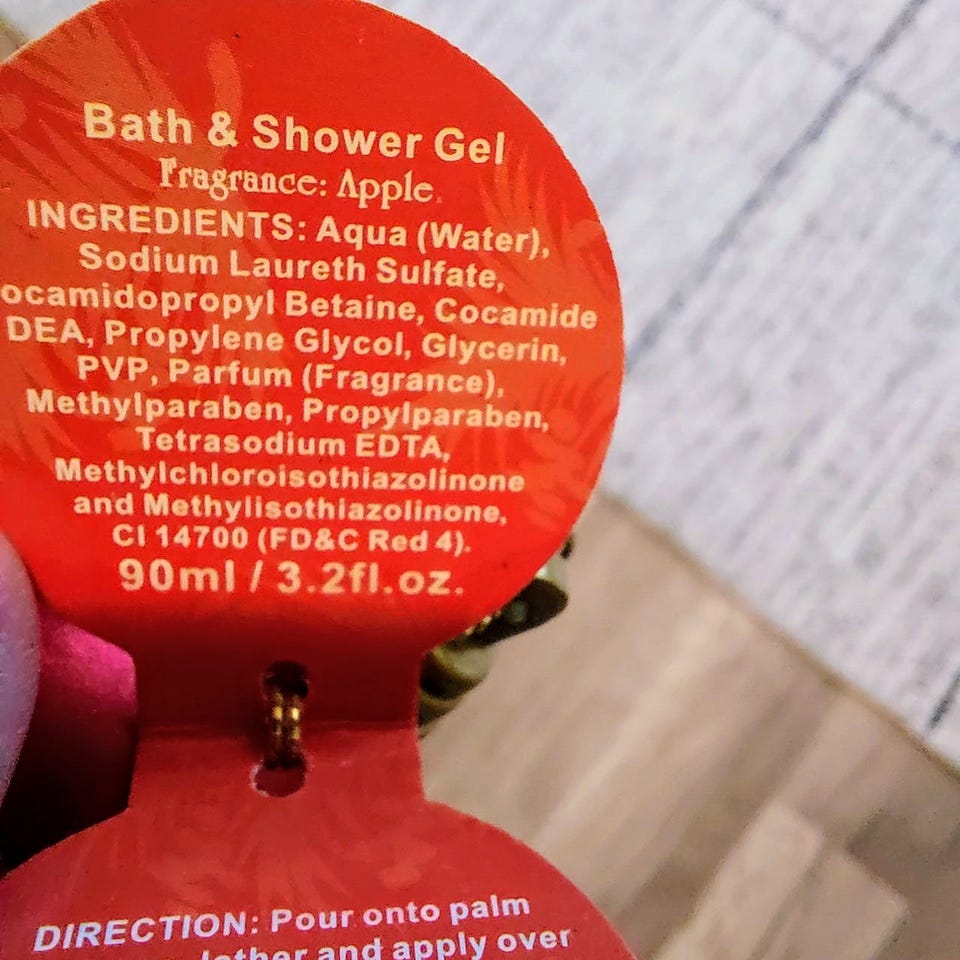 Bath & Shower Gel
Fragrance: Apple
INGREDIENTS: Aqua (Water),
Sodium Laureth Sulfate,
ocamidopropyl Betaine, Cocamide
DEA, Propylene Glycol, Glycerin,
PVP, Parfum (Fragrance),
Methylparaben, Propylparaben,
Tetrasodium EDTA,
Methylchloroisothiazolinone
and Methylisothiazolinone,
CI 14700 (FD&C Red 4).
90ml / 3.2fl.oz.
DIRECTION: Pour onto palm
lather and apply over